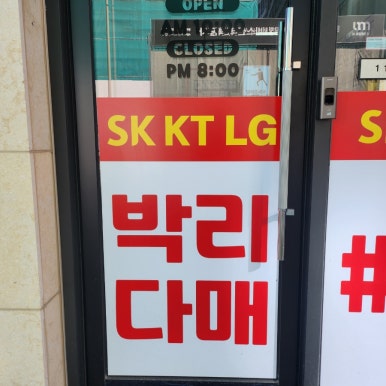 OPEN
CLOSED
PM 8:00
SK KT LG
박리
다매
S
#